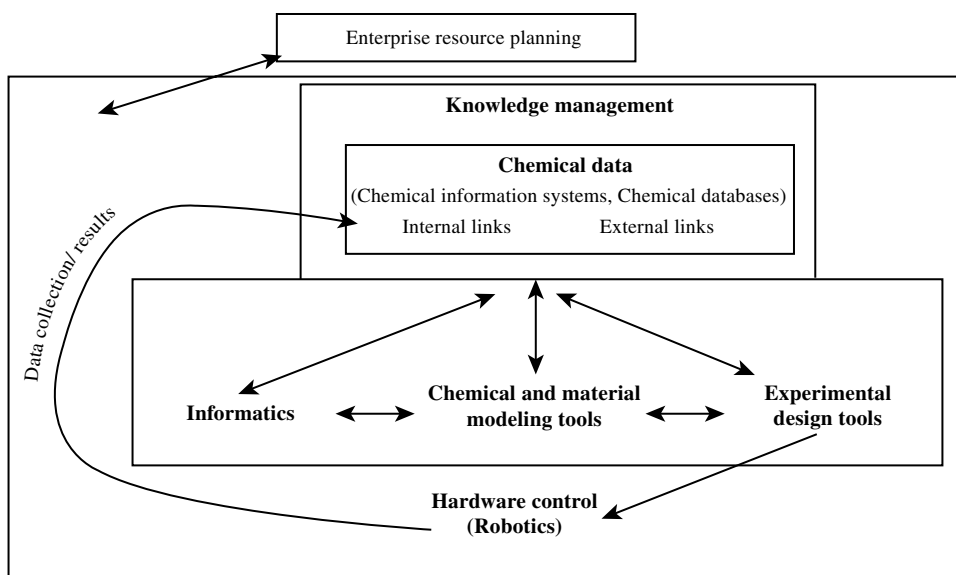 Enterprise resource planning
Knowledge management
Chemical data
(Chemical information systems, Chemical databases)
Internal links External links
Data collection/ results
Informatics
Chemical and material
modeling tools
Experimental
design tools
Hardware control
(Robotics)